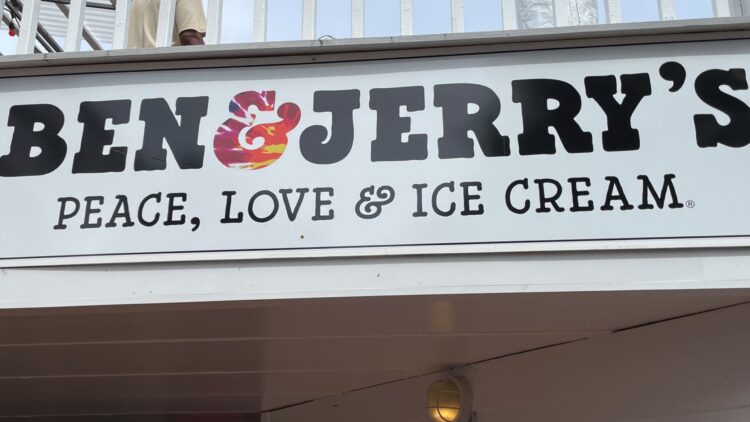 BEN & JERRY'S
PEACE, LOVE & ICE CREAM.®